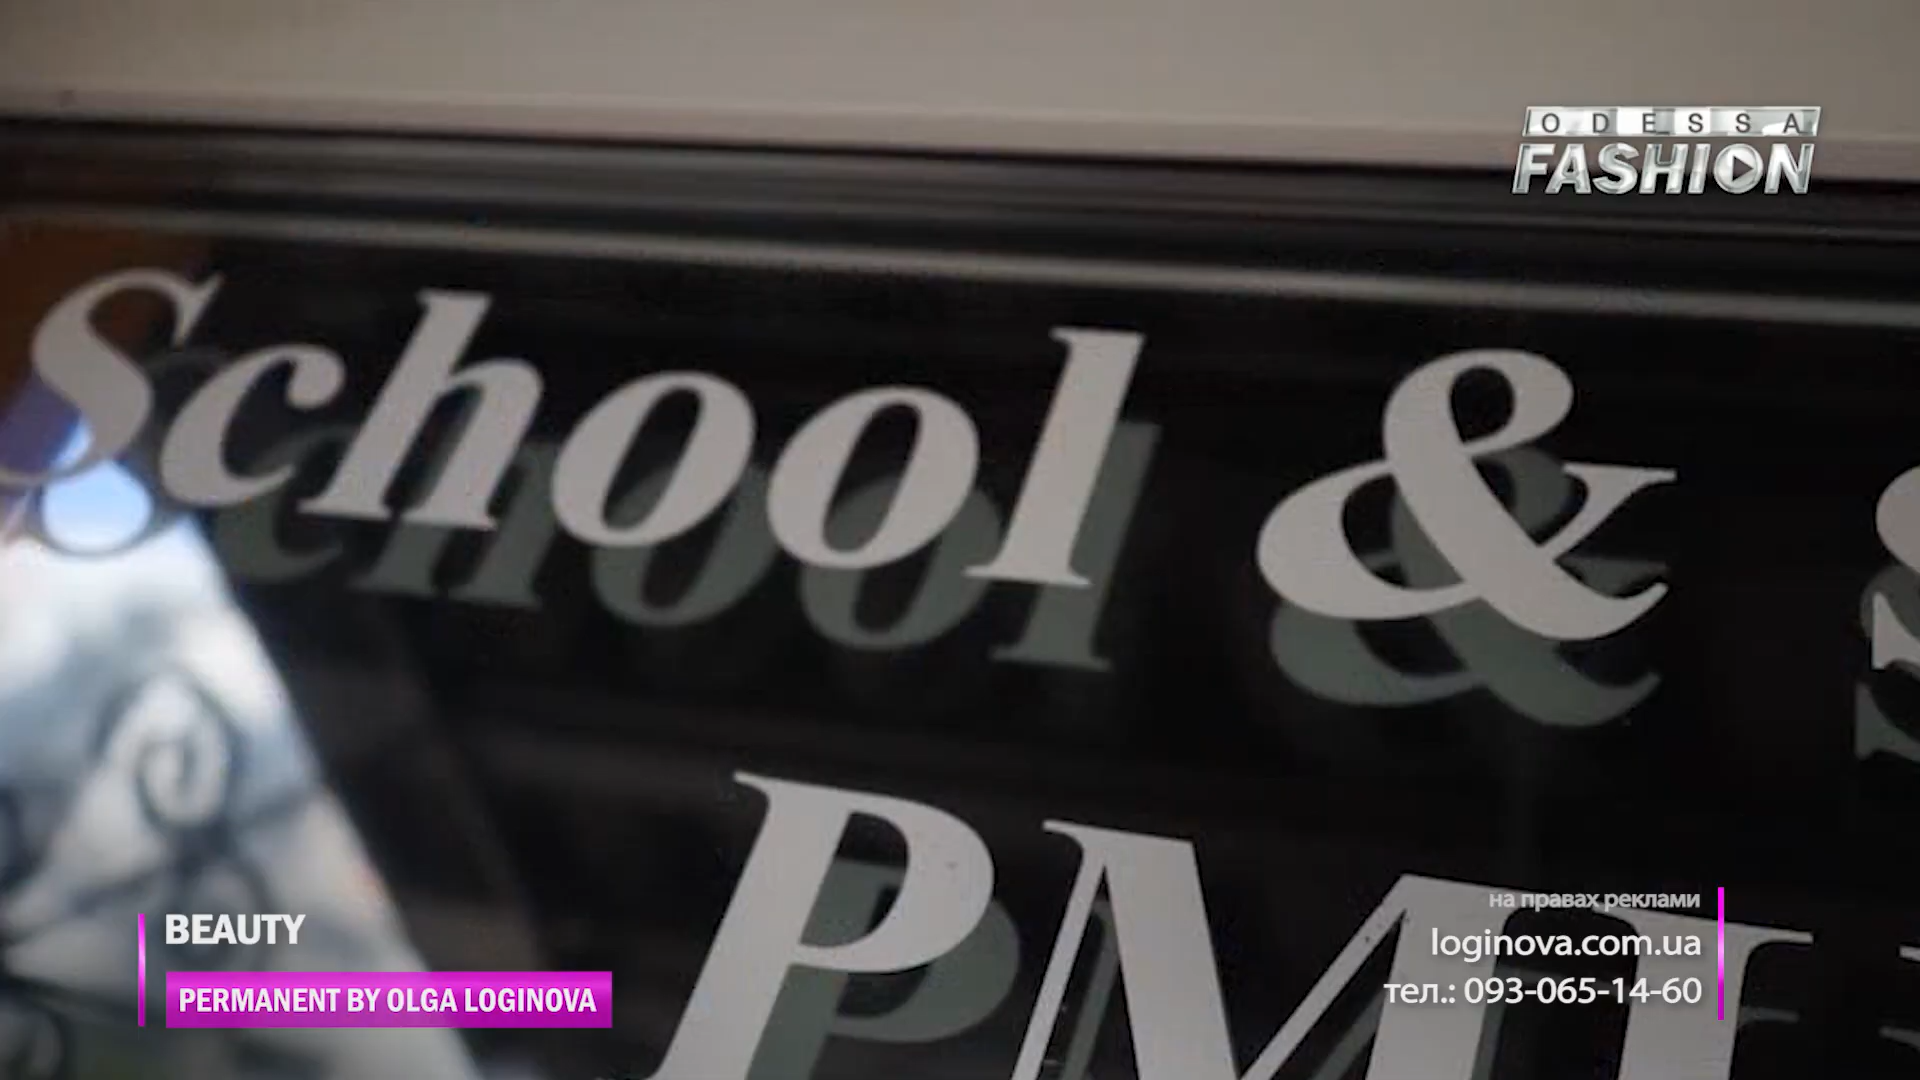 ODESSA
FASHION
School &
PM
BEAUTY
PERMANENT BY OLGA LOGINOVA
на правах реклами
loginova.com.ua
тел.: 093-065-14-60